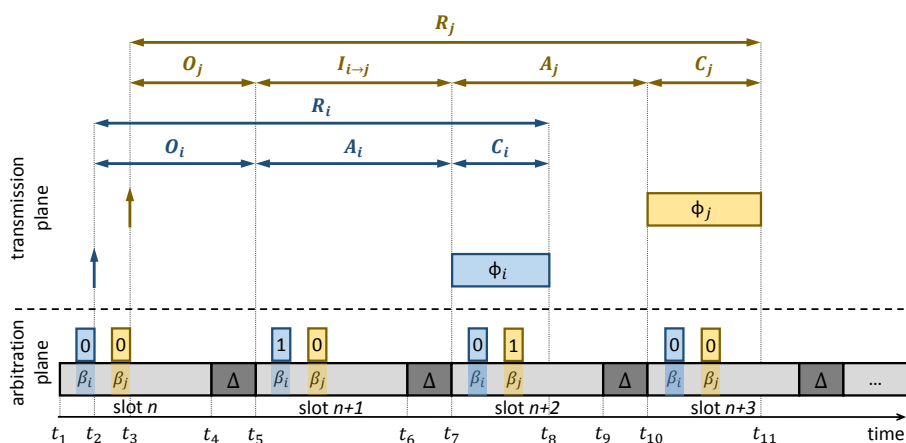 R_j
O_j I_{i→j} A_j C_j
R_i
O_i A_i C_i
transmission plane
ϕ_j
ϕ_i
arbitration plane
0 0 1 0 0 1 0 0
β_i β_j Δ β_i β_j Δ β_i β_j Δ β_i β_j Δ ...
slot n slot n+1 slot n+2 slot n+3
t_1 t_2 t_3 t_4 t_5 t_6 t_7 t_8 t_9 t_10 t_11 time